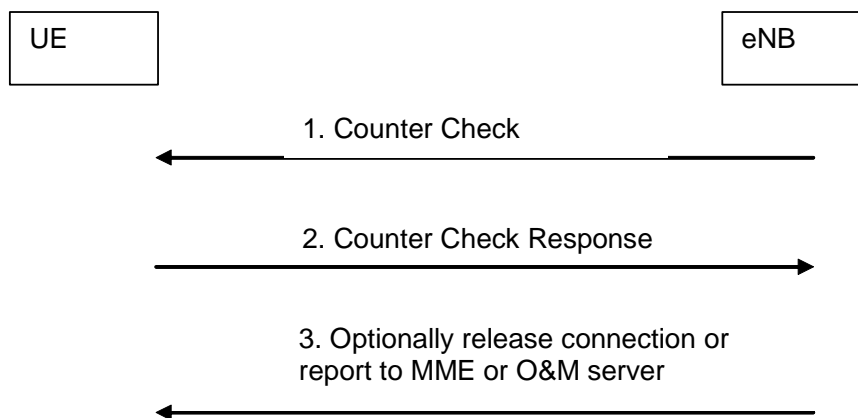 UE
eNB
1. Counter Check
2. Counter Check Response
3. Optionally release connection or
report to MME or O&M server